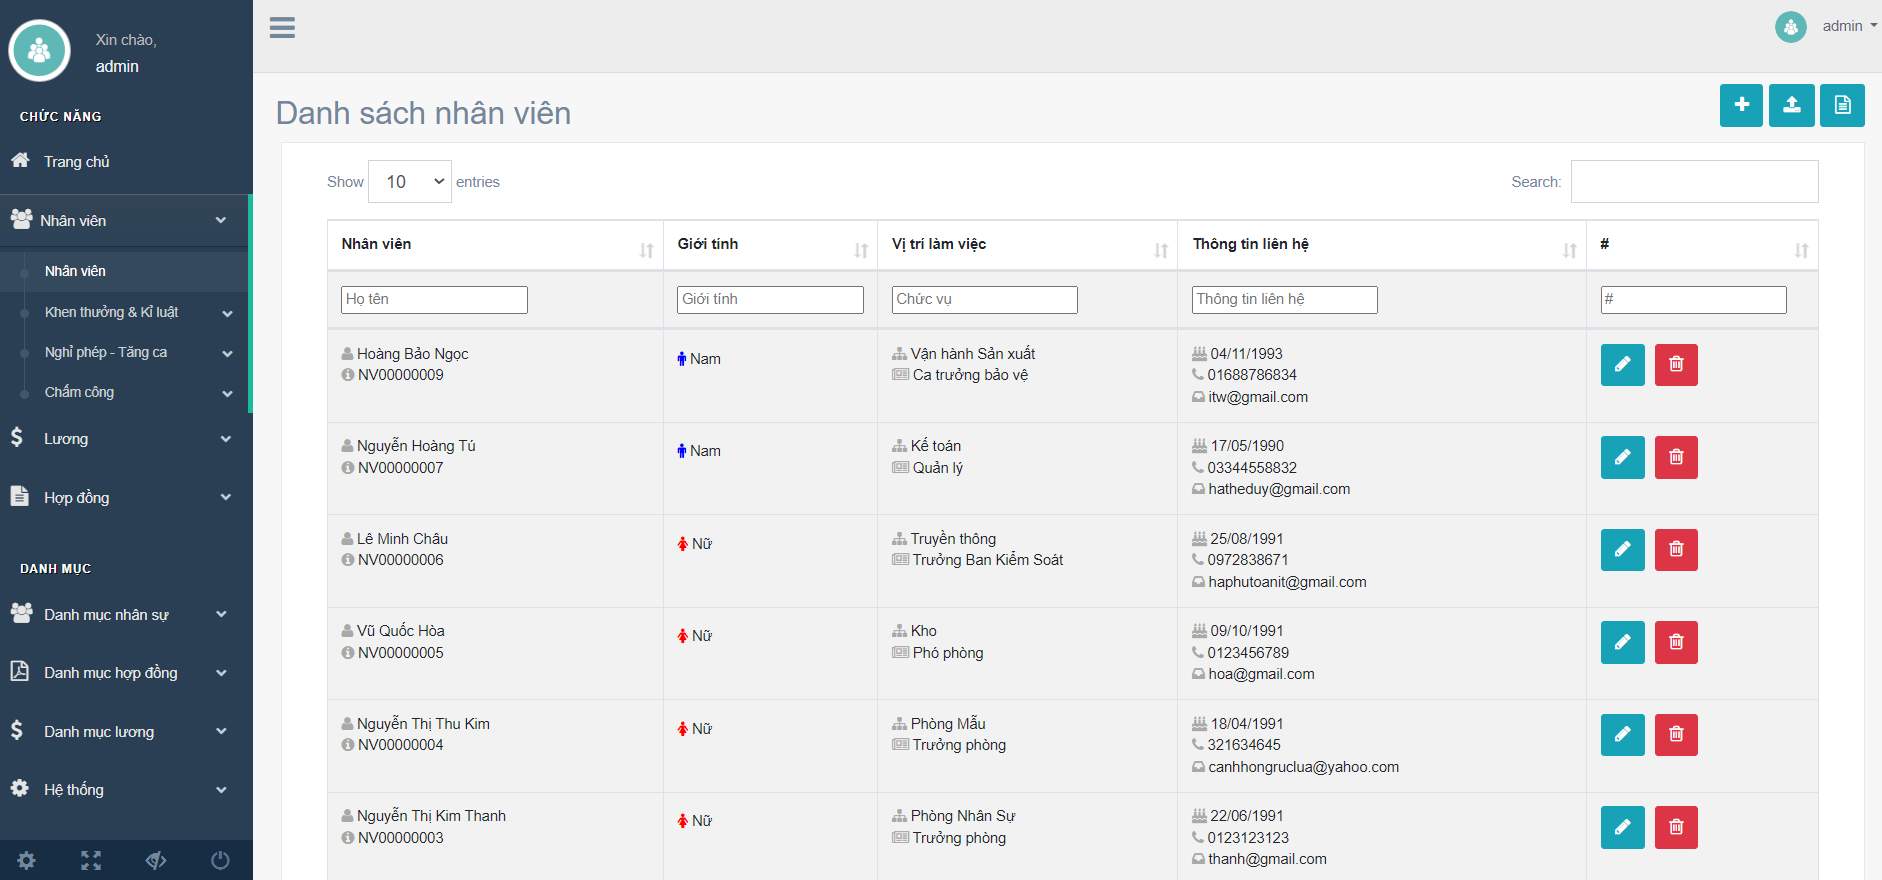 Xin chào,
admin
admin
CHỨC NĂNG
Trang chủ
Nhân viên
Nhân viên
Khen thưởng & Kỉ luật
Nghỉ phép - Tăng ca
Chấm công
Lương
Hợp đồng
DANH MỤC
Danh mục nhân sự
Danh mục hợp đồng
Danh mục lương
Hệ thống
Danh sách nhân viên
Show 10 entries
Search:
Nhân viên Giới tính Vị trí làm việc Thông tin liên hệ #
Họ tên Giới tính Chức vụ Thông tin liên hệ #
Hoàng Bảo Ngọc
NV00000009
Nam
Vận hành Sản xuất
Ca trưởng bảo vệ
04/11/1993
01688786834
itw@gmail.com
Nguyễn Hoàng Tú
NV00000007
Nam
Kế toán
Quản lý
17/05/1990
03344558832
hatheduy@gmail.com
Lê Minh Châu
NV00000006
Nữ
Truyền thông
Trưởng Ban Kiểm Soát
25/08/1991
0972838671
haphutoanit@gmail.com
Vũ Quốc Hòa
NV00000005
Nữ
Kho
Phó phòng
09/10/1991
0123456789
hoa@gmail.com
Nguyễn Thị Thu Kim
NV00000004
Nữ
Phòng Mẫu
Trưởng phòng
18/04/1991
321634645
canhhongruclua@yahoo.com
Nguyễn Thị Kim Thanh
NV00000003
Nữ
Phòng Nhân Sự
Trưởng phòng
22/06/1991
0123123123
thanh@gmail.com